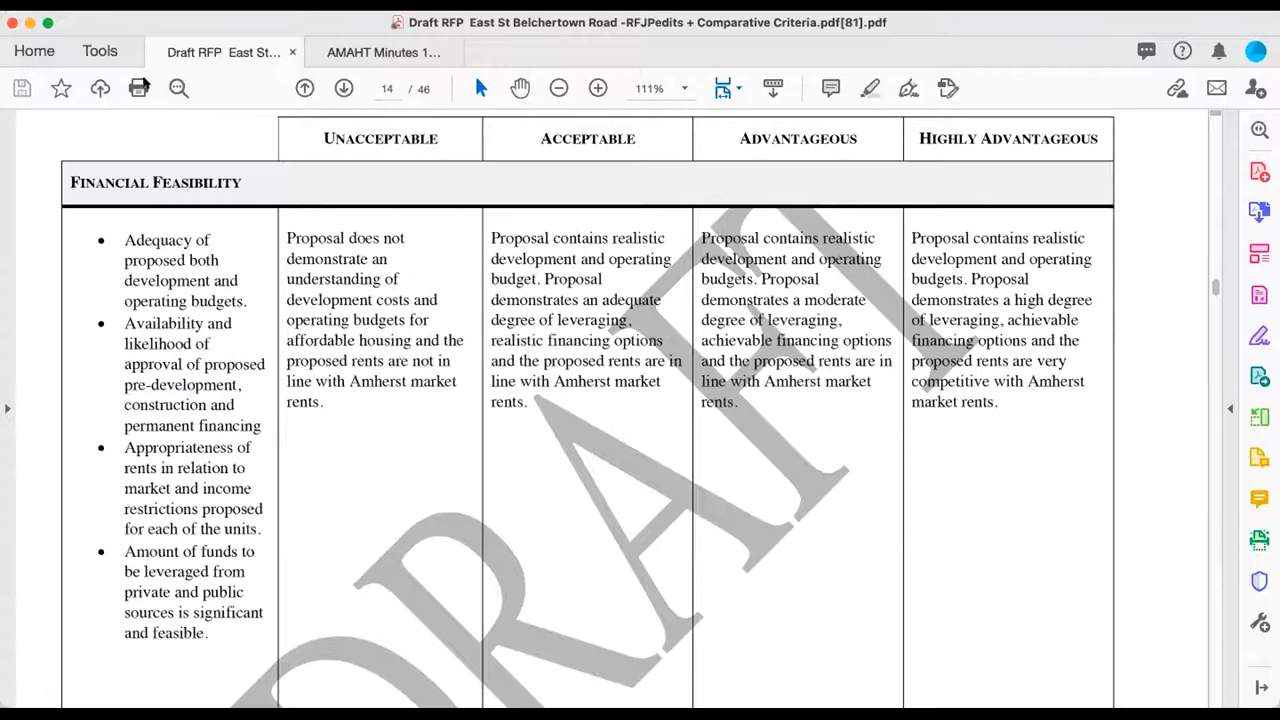 Draft RFP East St Belchertown Road -RFJPedits + Comparative Criteria.pdf[81].pdf
Home Tools Draft RFP East St... × AMAHT Minutes 1...
14 / 46 111%
UNACCEPTABLE ACCEPTABLE ADVANTAGEOUS HIGHLY ADVANTAGEOUS
FINANCIAL FEASIBILITY
• Adequacy of
proposed both
development and
operating budgets.
• Availability and
likelihood of
approval of proposed
pre-development,
construction and
permanent financing
• Appropriateness of
rents in relation to
market and income
restrictions proposed
for each of the units.
• Amount of funds to
be leveraged from
private and public
sources is significant
and feasible.
Proposal does not
demonstrate an
understanding of
development costs and
operating budgets for
affordable housing and the
proposed rents are not in
line with Amherst market
rents.
Proposal contains realistic
development and operating
budget. Proposal
demonstrates an adequate
degree of leveraging,
realistic financing options
and the proposed rents are in
line with Amherst market
rents.
Proposal contains realistic
development and operating
budgets. Proposal
demonstrates a moderate
degree of leveraging,
achievable financing options
and the proposed rents are in
line with Amherst market
rents.
Proposal contains realistic
development and operating
budgets. Proposal
demonstrates a high degree
of leveraging, achievable
financing options and the
proposed rents are very
competitive with Amherst
market rents.
DRAFT